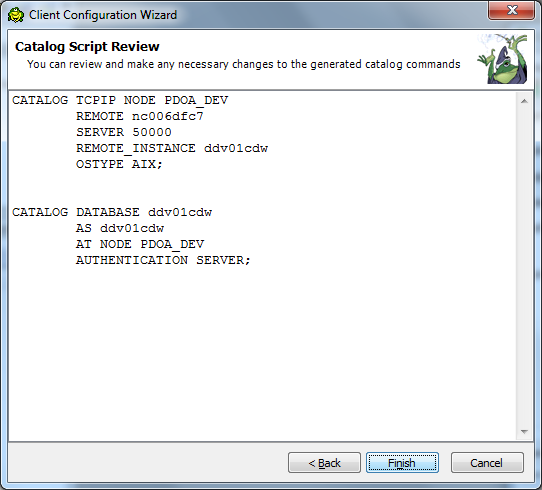 Client Configuration Wizard
Catalog Script Review
You can review and make any necessary changes to the generated catalog commands
CATALOG TCPIP NODE PDOA_DEV
REMOTE nc006dfc7
SERVER 50000
REMOTE_INSTANCE ddv01cdw
OSTYPE AIX;
CATALOG DATABASE ddv01cdw
AS ddv01cdw
AT NODE PDOA_DEV
AUTHENTICATION SERVER;
< Back
Finish
Cancel